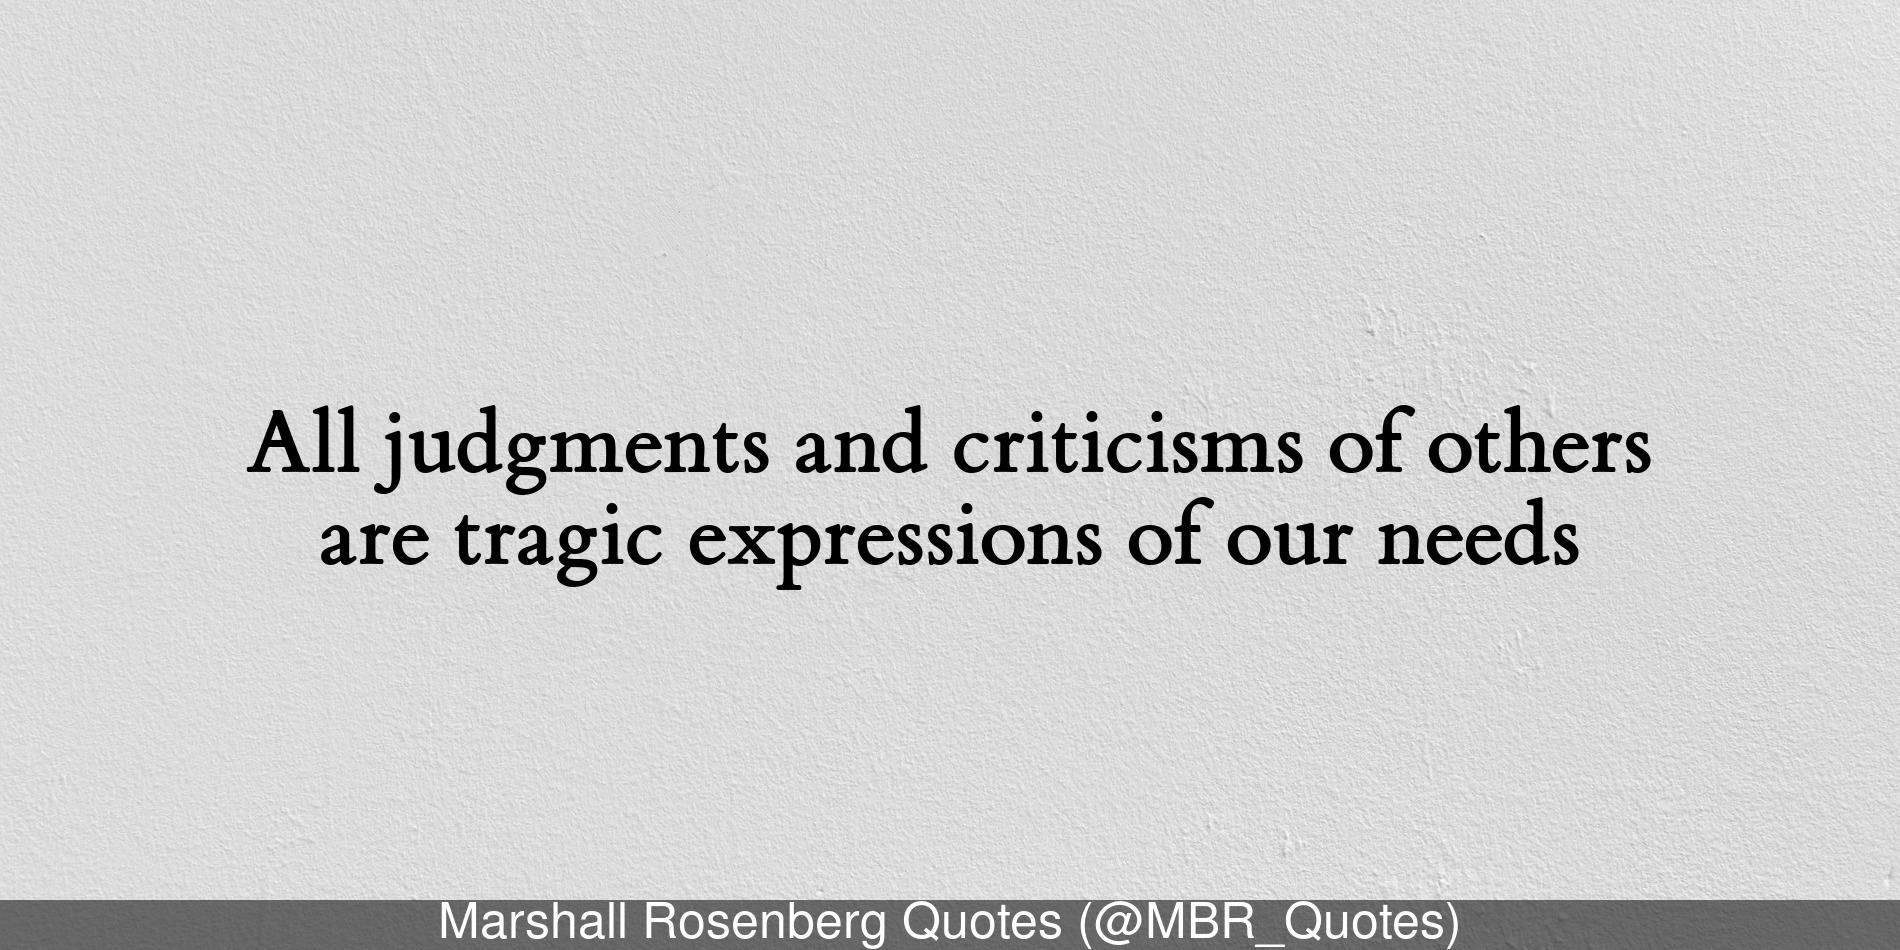 All judgments and criticisms of others
are tragic expressions of our needs
Marshall Rosenberg Quotes (@MBR_Quotes)